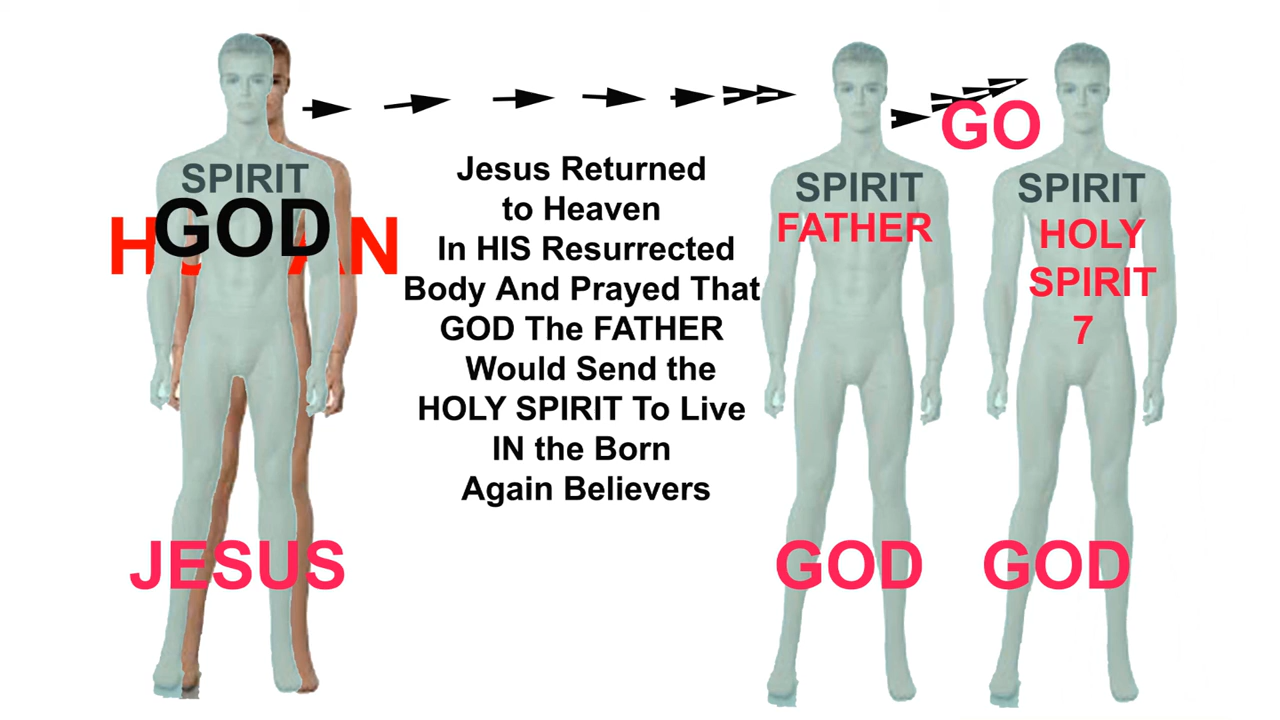 SPIRIT
GOD
H AN
JESUS
Jesus Returned
to Heaven
In HIS Resurrected
Body And Prayed That
GOD The FATHER
Would Send the
HOLY SPIRIT To Live
IN the Born
Again Believers
SPIRIT
FATHER
GOD
GO
SPIRIT
HOLY
SPIRIT
7
GOD